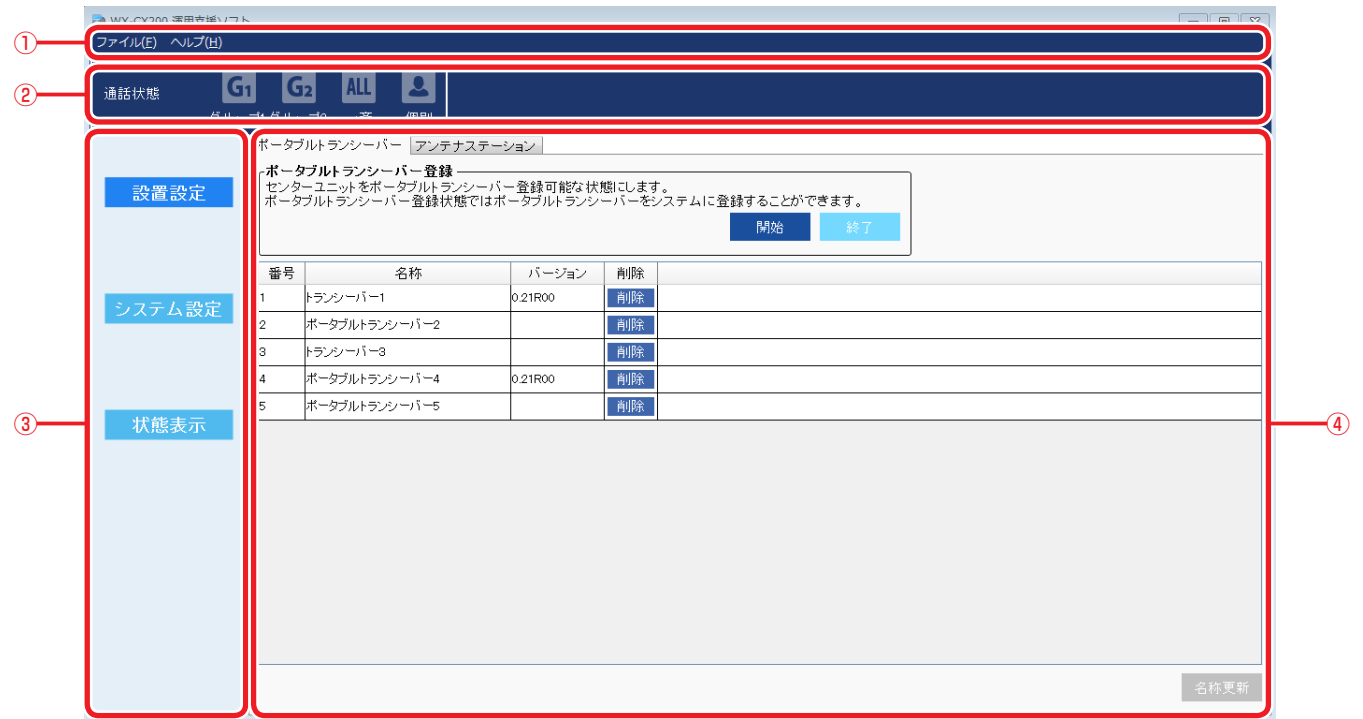 WX-CX200 運用支援ソフト
①
ファイル(F) ヘルプ(H)
②
通話状態
G1 G2 ALL
③
設置設定
システム設定
状態表示
④
ポータブルトランシーバー アンテナステーション
ポータブルトランシーバー登録
センターユニットをポータブルトランシーバー登録可能な状態にします。
ポータブルトランシーバー登録状態ではポータブルトランシーバーをシステムに登録することができます。
開始 終了
番号 名称 バージョン 削除
1 トランシーバー1 0.21R00 削除
2 ポータブルトランシーバー2 削除
3 トランシーバー3 削除
4 ポータブルトランシーバー4 0.21R00 削除
5 ポータブルトランシーバー5 削除
名称更新